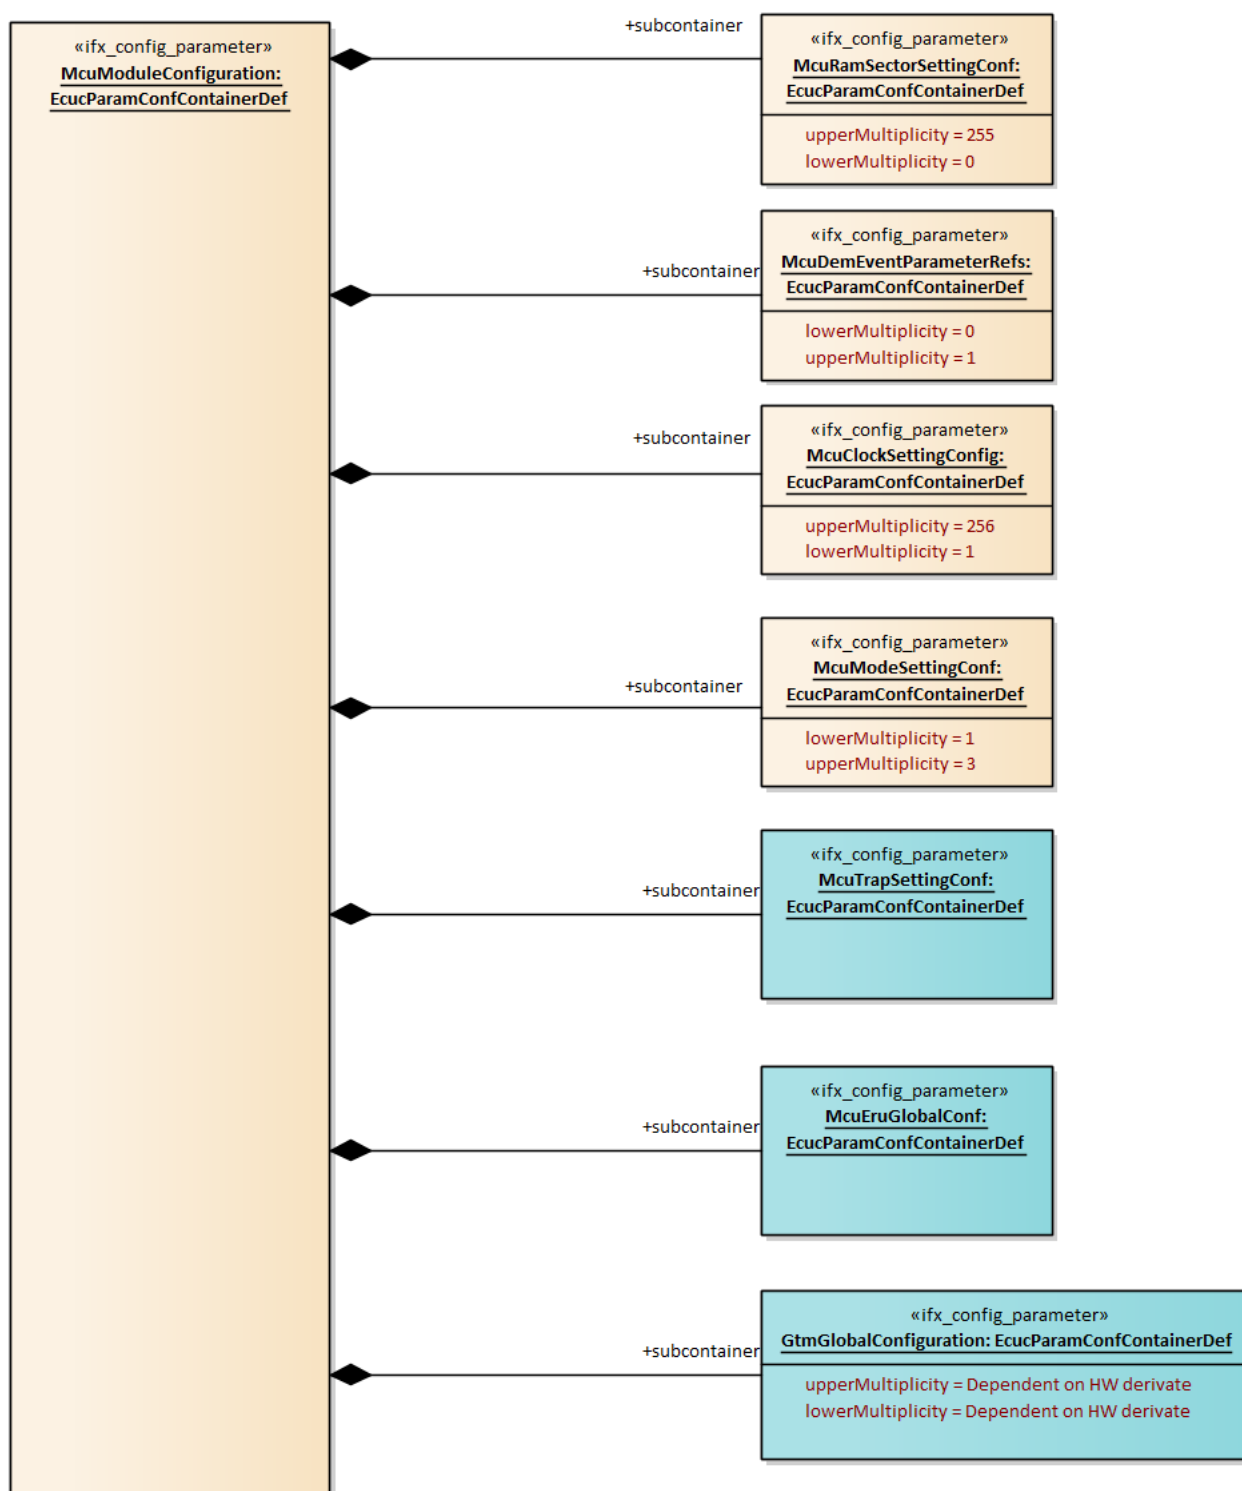 «ifx_config_parameter»
McuModuleConfiguration:
EcucParamConfContainerDef
+subcontainer
«ifx_config_parameter»
McuRamSectorSettingConf:
EcucParamConfContainerDef
upperMultiplicity = 255
lowerMultiplicity = 0
+subcontainer
«ifx_config_parameter»
McuDemEventParameterRefs:
EcucParamConfContainerDef
lowerMultiplicity = 0
upperMultiplicity = 1
+subcontainer
«ifx_config_parameter»
McuClockSettingConfig:
EcucParamConfContainerDef
upperMultiplicity = 256
lowerMultiplicity = 1
+subcontainer
«ifx_config_parameter»
McuModeSettingConf:
EcucParamConfContainerDef
lowerMultiplicity = 1
upperMultiplicity = 3
+subcontainer
«ifx_config_parameter»
McuTrapSettingConf:
EcucParamConfContainerDef
+subcontainer
«ifx_config_parameter»
McuEruGlobalConf:
EcucParamConfContainerDef
+subcontainer
«ifx_config_parameter»
GtmGlobalConfiguration: EcucParamConfContainerDef
upperMultiplicity = Dependent on HW derivate
lowerMultiplicity = Dependent on HW derivate